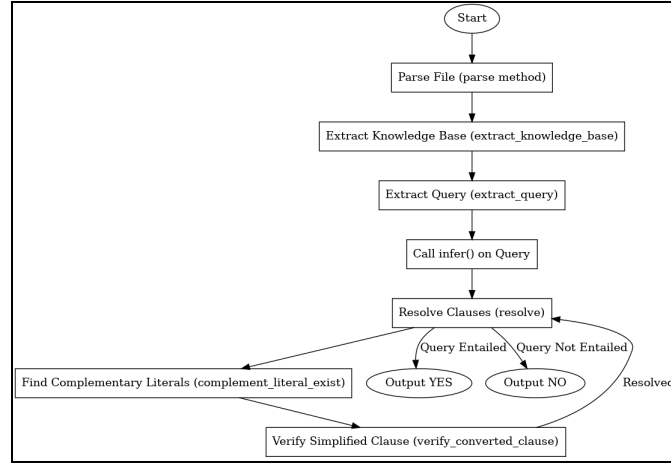 Start
Parse File (parse method)
Extract Knowledge Base (extract_knowledge_base)
Extract Query (extract_query)
Call infer() on Query
Resolve Clauses (resolve)
Query Entailed
Query Not Entailed
Find Complementary Literals (complement_literal_exist)
Output YES
Output NO
Resolved
Verify Simplified Clause (verify_converted_clause)